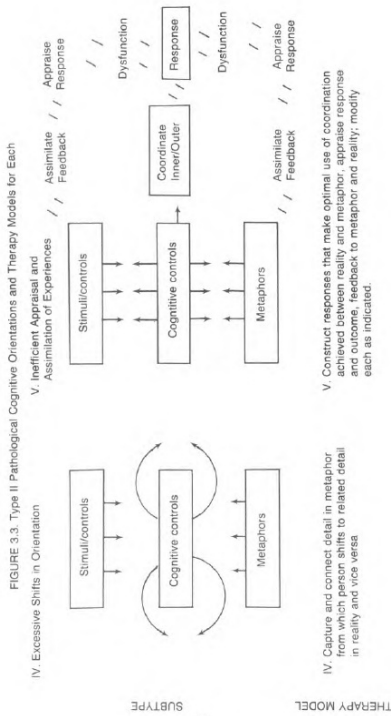 FIGURE 3.3. Type II Pathological Cognitive Orientations and Therapy Models for Each
SUBTYPE
IV. Excessive Shifts in Orientation
Stimuli/controls
Cognitive controls
Metaphors
V. Inefficient Appraisal and
Assimilation of Experiences
Stimuli/controls
Cognitive controls
Metaphors
Coordinate
Inner/Outer
Assimilate
Feedback
Appraise
Response
Dysfunction
Response
Dysfunction
Assimilate
Feedback
Appraise
Response
THERAPY MODEL
IV. Capture and connect detail in metaphor
from which person shifts to related detail
in reality and vice versa
V. Construct responses that make optimal use of coordination
achieved between reality and metaphor, appraise response
and outcome, feedback to metaphor and reality; modify
each as indicated.